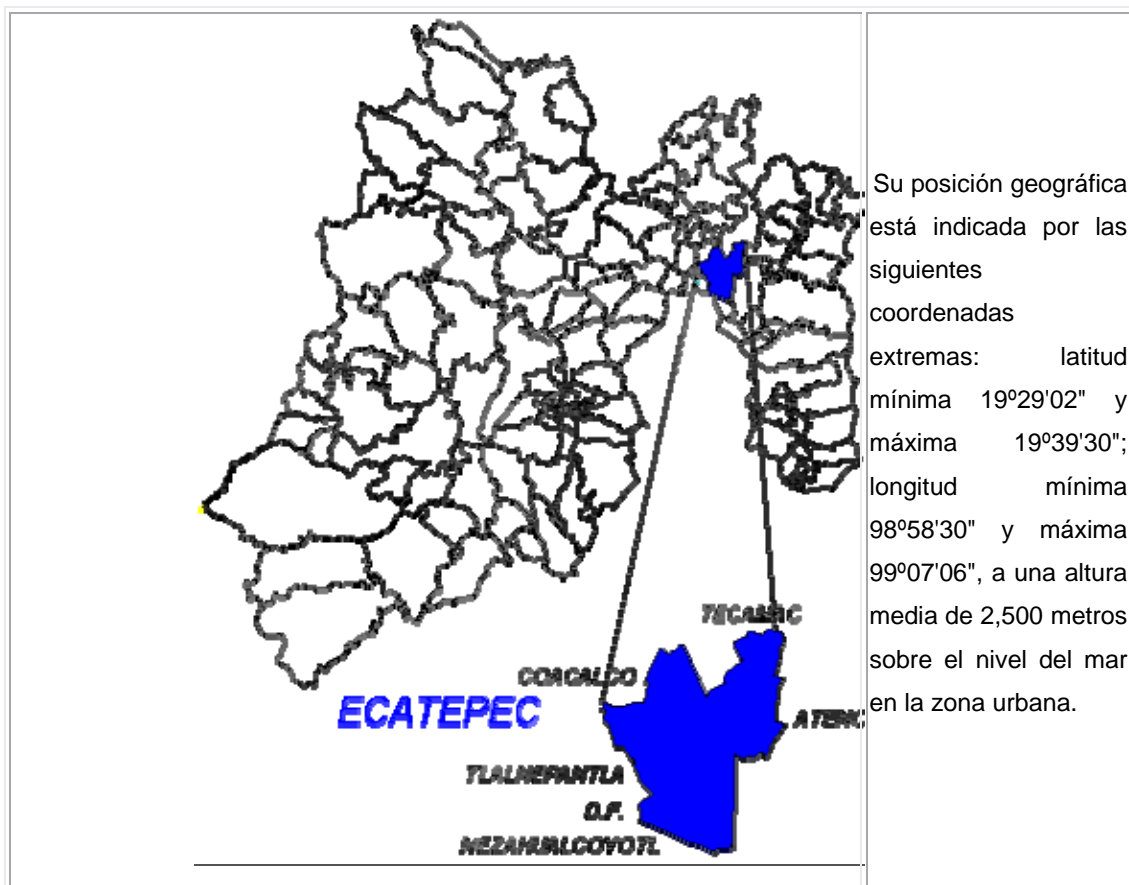 TECAMAC
COACALCO
ECATEPEC
ATENC
TLALNEPANTLA
D.F.
NEZAHUALCOYOTL
Su posición geográfica
está indicada por las
siguientes
coordenadas
extremas: latitud
mínima 19º29'02" y
máxima 19º39'30";
longitud mínima
98º58'30" y máxima
99º07'06", a una altura
media de 2,500 metros
sobre el nivel del mar
en la zona urbana.